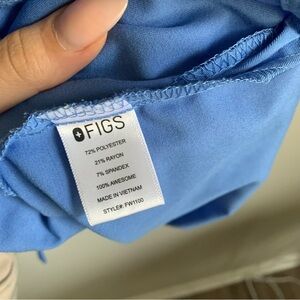 FIGS
72% POLYESTER
21% RAYON
7% SPANDEX
100% AWESOME
MADE IN VIETNAM
STYLE#: FW1100